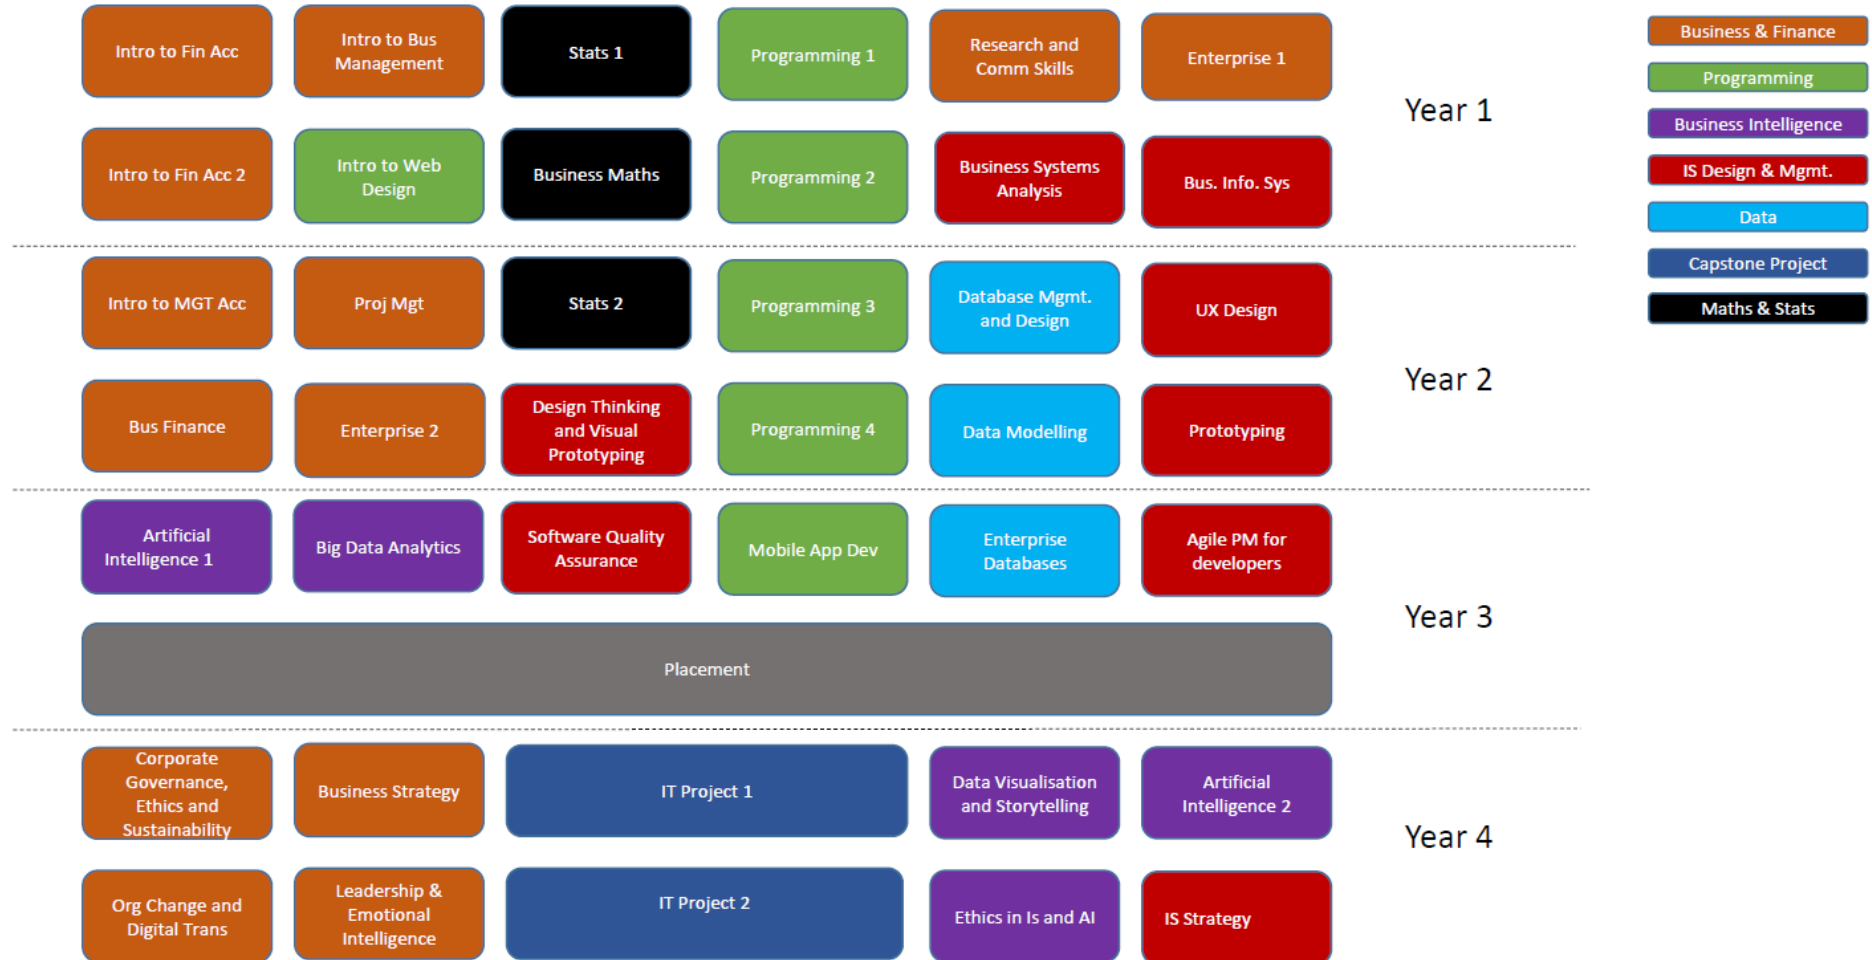 Intro to Fin Acc
Intro to Bus
Management
Stats 1
Programming 1
Research and
Comm Skills
Enterprise 1
Year 1
Intro to Fin Acc 2
Intro to Web
Design
Business Maths
Programming 2
Business Systems
Analysis
Bus. Info. Sys
Intro to MGT Acc
Proj Mgt
Stats 2
Programming 3
Database Mgmt.
and Design
UX Design
Year 2
Bus Finance
Enterprise 2
Design Thinking
and Visual
Prototyping
Programming 4
Data Modelling
Prototyping
Artificial
Intelligence 1
Big Data Analytics
Software Quality
Assurance
Mobile App Dev
Enterprise
Databases
Agile PM for
developers
Year 3
Placement
Corporate
Governance,
Ethics and
Sustainability
Business Strategy
IT Project 1
Data Visualisation
and Storytelling
Artificial
Intelligence 2
Year 4
Org Change and
Digital Trans
Leadership &
Emotional
Intelligence
IT Project 2
Ethics in Is and AI
IS Strategy
Business & Finance
Programming
Business Intelligence
IS Design & Mgmt.
Data
Capstone Project
Maths & Stats